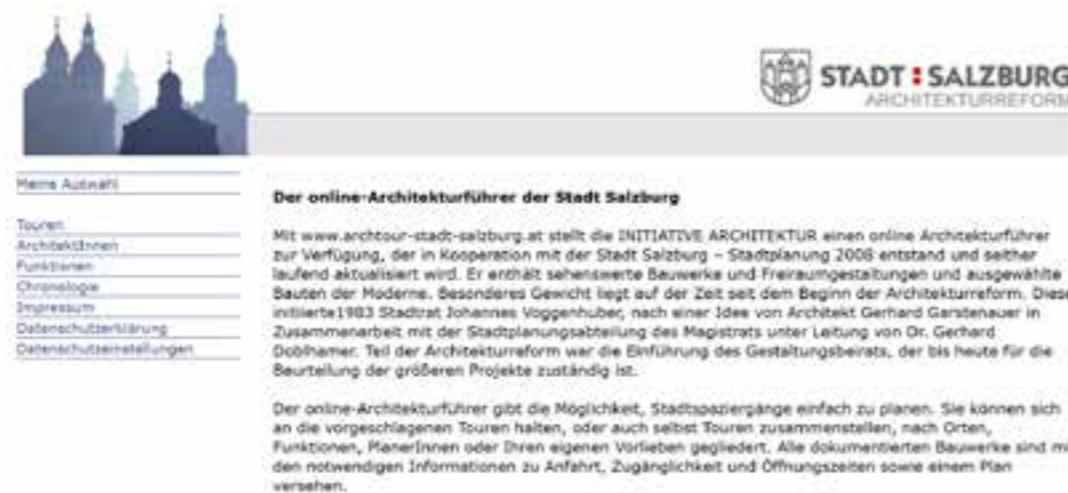 STADT SALZBURG
ARCHITEKTURREFORM
Meine Auswahl
Touren
ArchitektInnen
Funktionen
Chronologie
Impressum
Datenschutzerklärung
Datenschutzeinstellungen
Der online-Architekturführer der Stadt Salzburg
Mit www.archtour-stadt-salzburg.at stellt die INITIATIVE ARCHITEKTUR einen online Architekturführer
zur Verfügung, der in Kooperation mit der Stadt Salzburg – Stadtplanung 2008 entstand und seither
laufend aktualisiert wird. Er enthält sehenswerte Bauwerke und Freiraumgestaltungen und ausgewählte
Bauten der Moderne. Besonderes Gewicht liegt auf der Zeit seit dem Beginn der Architekturreform. Diese
initiierte1983 Stadtrat Johannes Voggenhuber, nach einer Idee von Architekt Gerhard Garstenauer in
Zusammenarbeit mit der Stadtplanungsabteilung des Magistrats unter Leitung von Dr. Gerhard
Doblhamer. Teil der Architekturreform war die Einführung des Gestaltungsbeirats, der bis heute für die
Beurteilung der größeren Projekte zuständig ist.
Der online-Architekturführer gibt die Möglichkeit, Stadtspaziergänge einfach zu planen. Sie können sich
an die vorgeschlagenen Touren halten, oder auch selbst Touren zusammenstellen, nach Orten,
Funktionen, PlanerInnen oder Ihren eigenen Vorlieben gegliedert. Alle dokumentierten Bauwerke sind mi
den notwendigen Informationen zu Anfahrt, Zugänglichkeit und Öffnungszeiten sowie einem Plan
versehen.